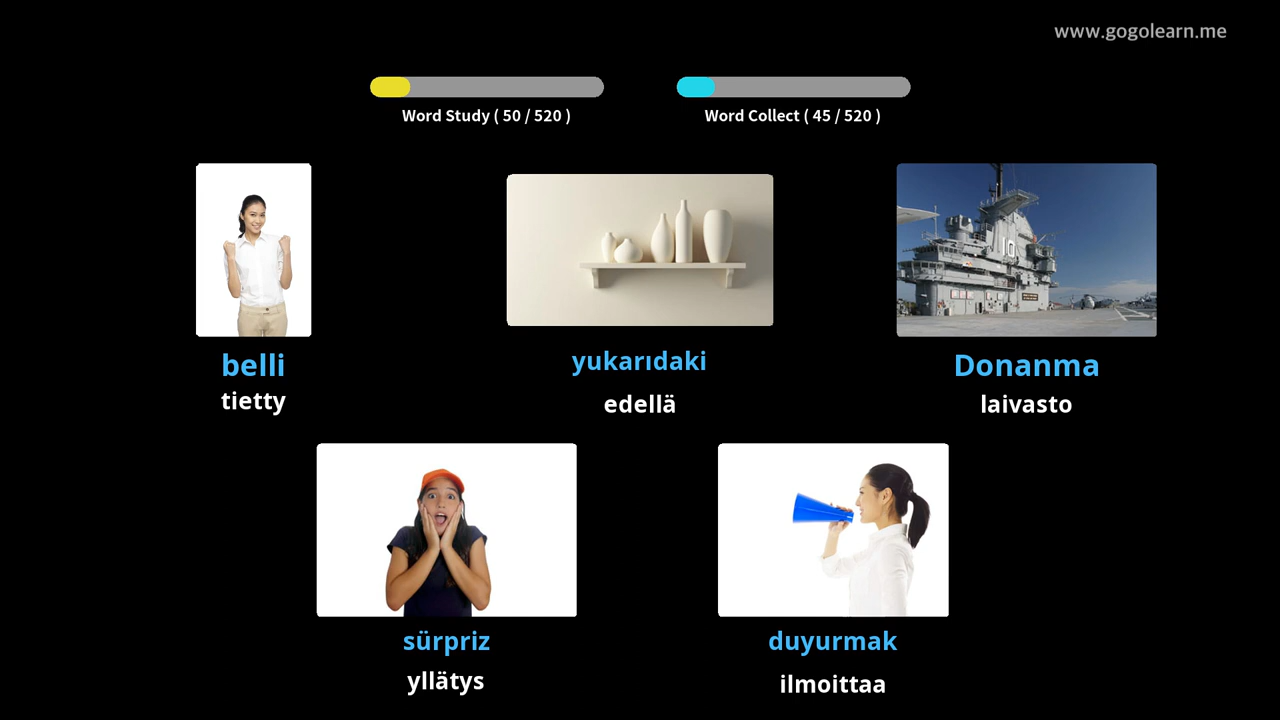 www.gogolearn.me
Word Study ( 50 / 520 )
Word Collect ( 45 / 520 )
10
belli
tietty
yukarıdaki
edellä
Donanma
laivasto
sürpriz
yllätys
duyurmak
ilmoittaa